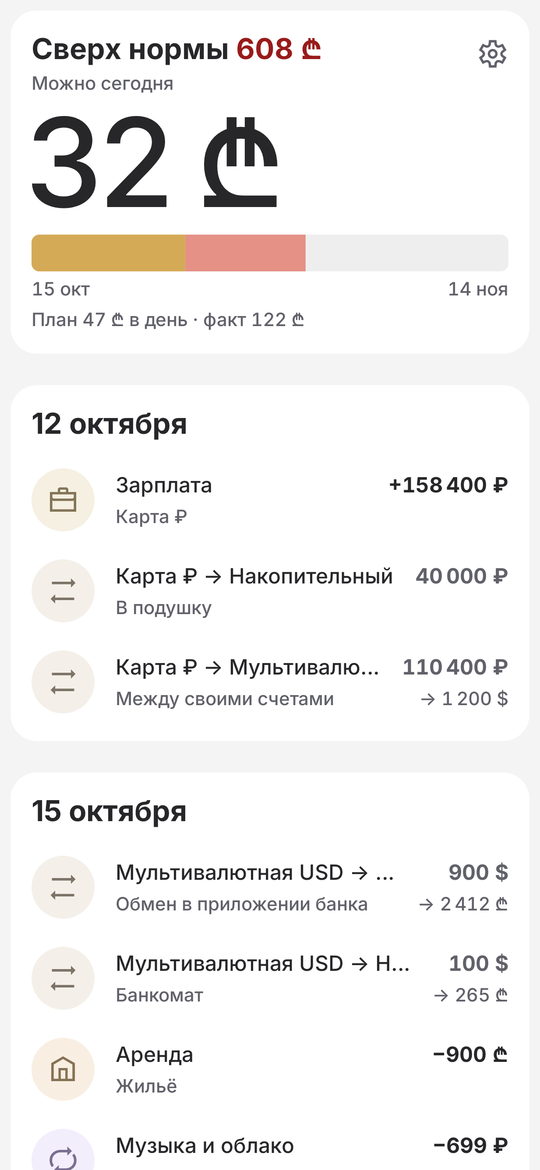 Сверх нормы 608 ₾
Можно сегодня
32 ₾
15 окт 14 ноя
План 47 ₾ в день · факт 122 ₾
12 октября
Зарплата +158 400 ₽
Карта ₽
Карта ₽ → Накопительный 40 000 ₽
В подушку
Карта ₽ → Мультивалю... 110 400 ₽
Между своими счетами → 1 200 $
15 октября
Мультивалютная USD → ... 900 $
Обмен в приложении банка → 2 412 ₾
Мультивалютная USD → Н... 100 $
Банкомат → 265 ₾
Аренда −900 ₾
Жильё
Музыка и облако −699 ₽